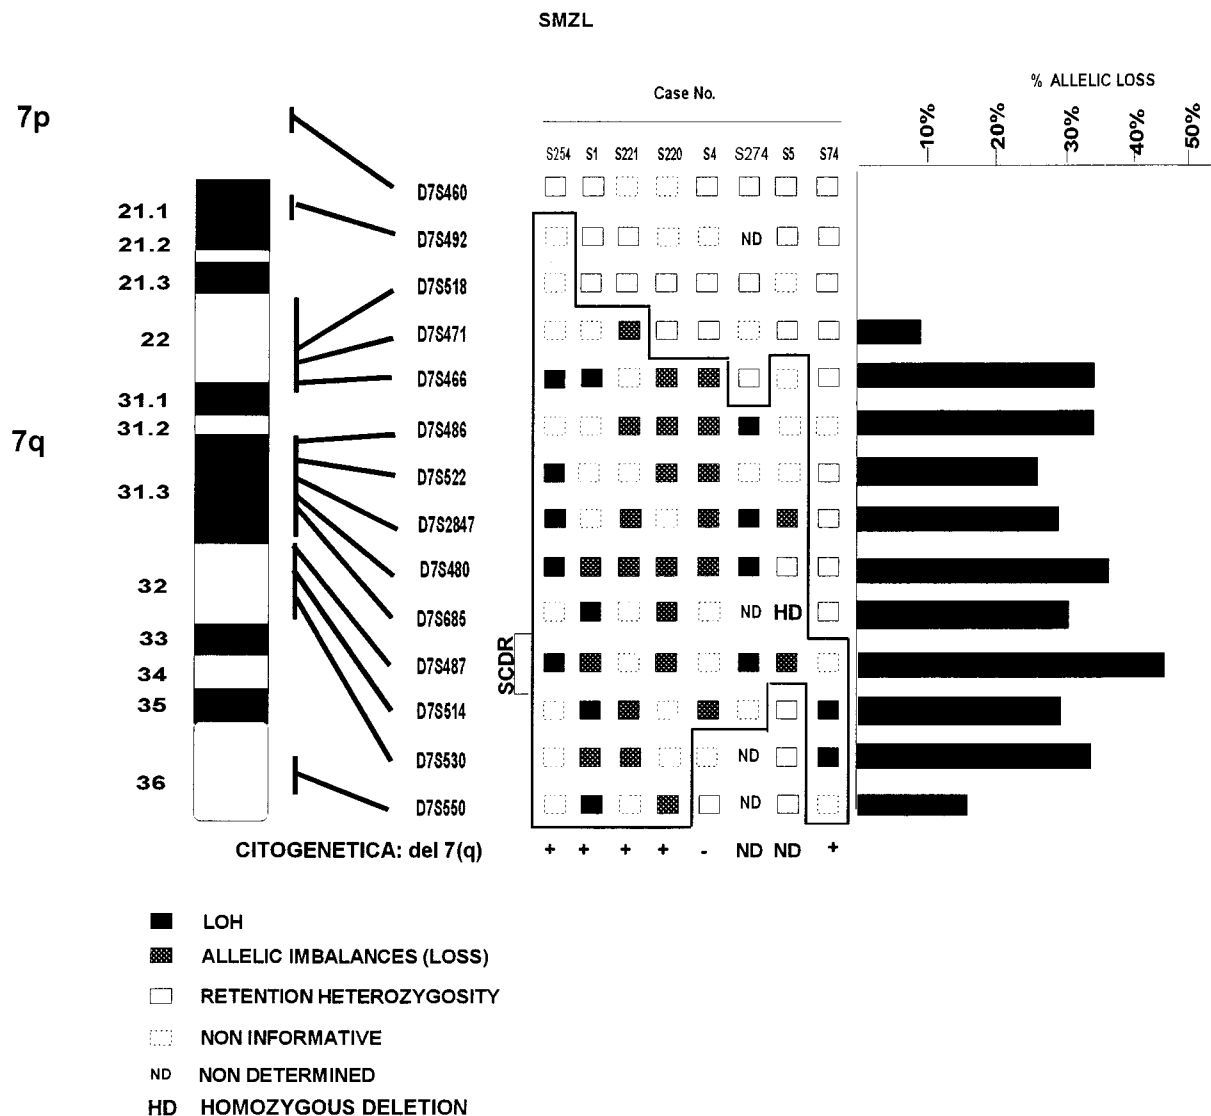 SMZL
% ALLELIC LOSS
Case No.
7p
10%
20%
30%
40%
50%
S254 S1 S221 S220 S4 S274 S5 S74
D7S460
21.1
D7S492
ND
21.2
21.3
D7S518
22
D7S471
D7S466
31.1
31.2
D7S486
7q
D7S522
31.3
D7S2847
D7S480
32
D7S685
ND HD
33
SCDR
D7S487
34
35
D7S514
D7S530
ND
36
D7S550
ND
CITOGENETICA: del 7(q) + + + + - ND ND +
LOH
ALLELIC IMBALANCES (LOSS)
RETENTION HETEROZYGOSITY
NON INFORMATIVE
ND NON DETERMINED
HD HOMOZYGOUS DELETION